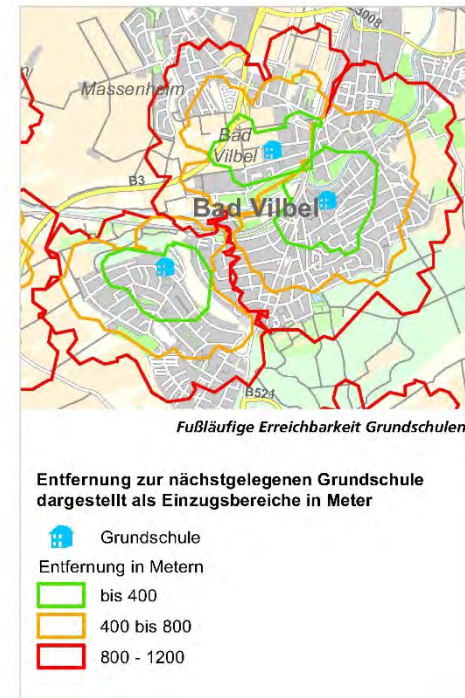 3008
Massenheim
Bad
Vilbel
B3
Bad Vilbel
B521
Fußläufige Erreichbarkeit Grundschulen
Entfernung zur nächstgelegenen Grundschule
dargestellt als Einzugsbereiche in Meter
Grundschule
Entfernung in Metern
bis 400
400 bis 800
800 - 1200